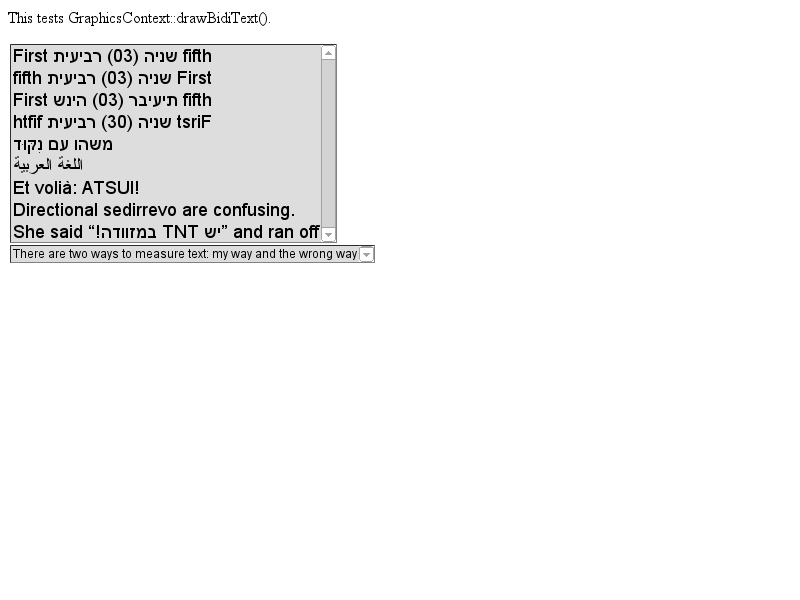 This tests GraphicsContext::drawBidiText().
First שניה (03) רביעית fifth
fifth שניה (03) רביעית First
First תיעיבר (03) הינש fifth
htfif שניה (30) רביעית tsriF
משהו עם נִקּוּד
اللغة العربية
Et voilà: ATSUI!
Directional sedirrevo are confusing.
She said “יש TNT במזוודה!” and ran off
There are two ways to measure text: my way and the wrong way